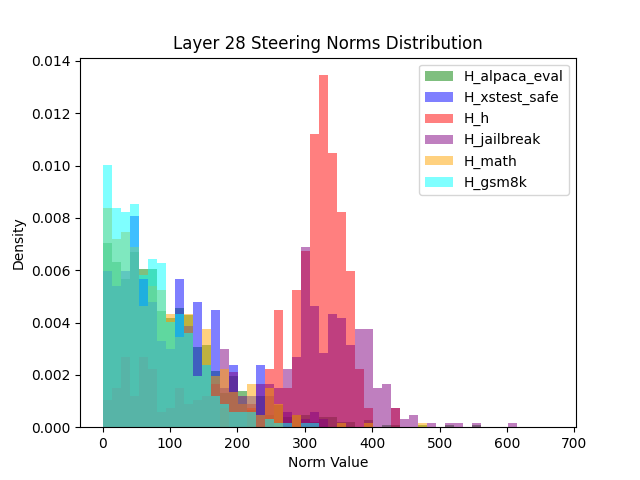 Layer 28 Steering Norms Distribution
H_alpaca_eval
H_xstest_safe
H_h
H_jailbreak
H_math
H_gsm8k
Density
0.014
0.012
0.010
0.008
0.006
0.004
0.002
0.000
0 100 200 300 400 500 600 700
Norm Value